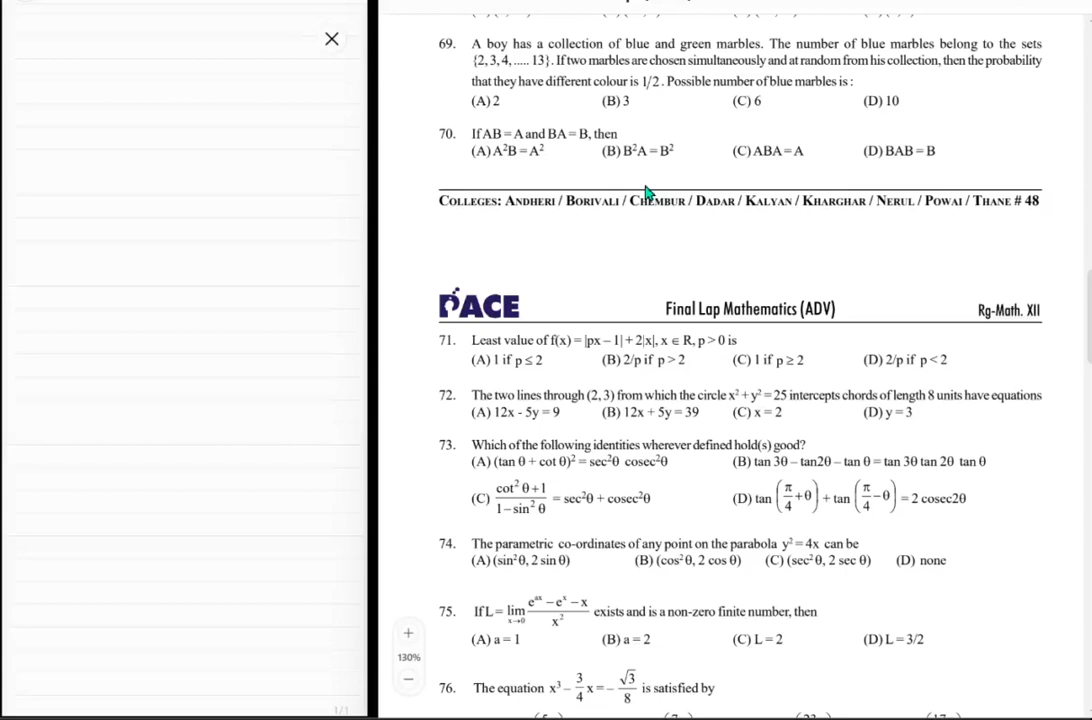 69. A boy has a collection of blue and green marbles. The number of blue marbles belong to the sets
{2, 3, 4, ..... 13}. If two marbles are chosen simultaneously and at random from his collection, then the probability
that they have different colour is 1/2. Possible number of blue marbles is :
(A) 2 (B) 3 (C) 6 (D) 10
70. If AB = A and BA = B, then
(A) A²B = A² (B) B²A = B² (C) ABA = A (D) BAB = B
COLLEGES: ANDHERI / BORIVALI / CHEMBUR / DADAR / KALYAN / KHARGHAR / NERUL / POWAI / THANE # 48
PACE Final Lap Mathematics (ADV) Rg-Math. XII
71. Least value of f(x) = |px – 1| + 2|x|, x ∈ R, p > 0 is
(A) 1 if p ≤ 2 (B) 2/p if p > 2 (C) 1 if p ≥ 2 (D) 2/p if p < 2
72. The two lines through (2, 3) from which the circle x² + y² = 25 intercepts chords of length 8 units have equations
(A) 12x - 5y = 9 (B) 12x + 5y = 39 (C) x = 2 (D) y = 3
73. Which of the following identities wherever defined hold(s) good?
(A) (tan θ + cot θ)² = sec²θ cosec²θ (B) tan 3θ – tan2θ – tan θ = tan 3θ tan 2θ tan θ
(C) (cot² θ + 1)/(1 – sin² θ) = sec²θ + cosec²θ (D) tan (π/4 + θ) + tan (π/4 – θ) = 2 cosec2θ
74. The parametric co-ordinates of any point on the parabola y² = 4x can be
(A) (sin²θ, 2 sin θ) (B) (cos²θ, 2 cos θ) (C) (sec²θ, 2 sec θ) (D) none
75. If L = lim x→0 (e^ax – e^x – x)/x² exists and is a non-zero finite number, then
(A) a = 1 (B) a = 2 (C) L = 2 (D) L = 3/2
130%
76. The equation x³ – 3/4 x = – √3/8 is satisfied by
1/1